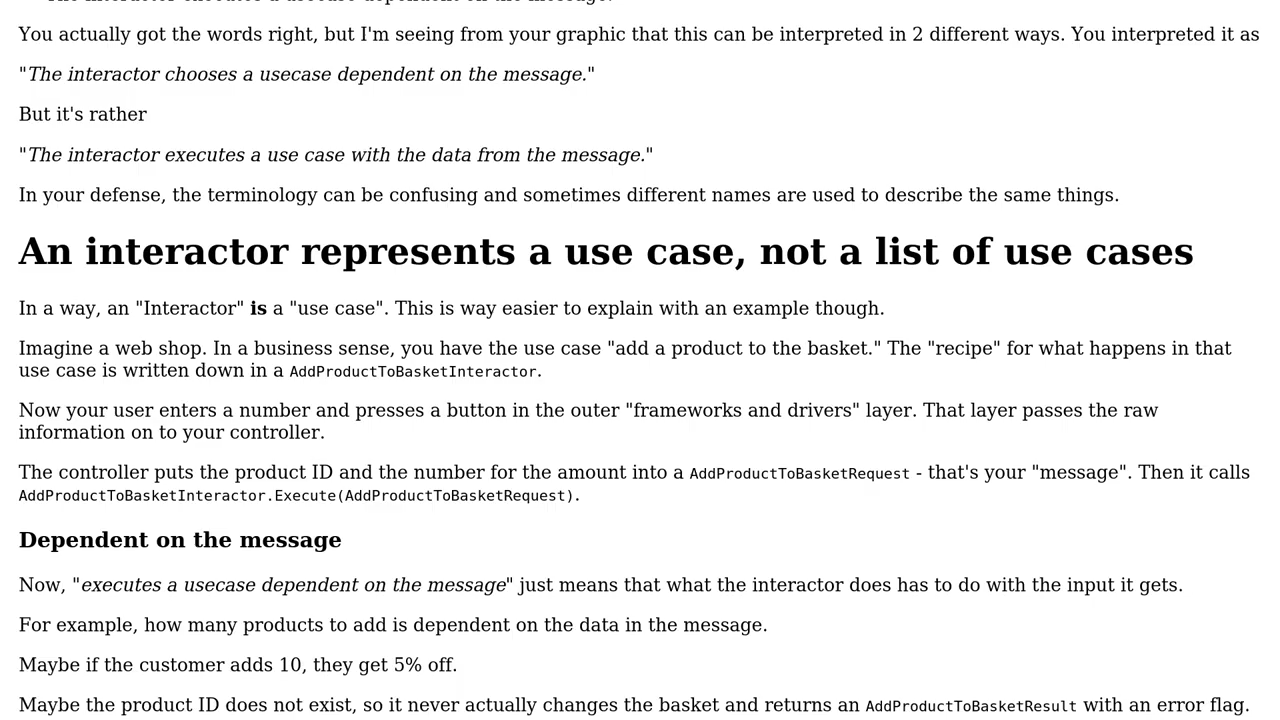 "The interactor executes a usecase dependent on the message."
You actually got the words right, but I'm seeing from your graphic that this can be interpreted in 2 different ways. You interpreted it as
"The interactor chooses a usecase dependent on the message."
But it's rather
"The interactor executes a use case with the data from the message."
In your defense, the terminology can be confusing and sometimes different names are used to describe the same things.
An interactor represents a use case, not a list of use cases
In a way, an "Interactor" is a "use case". This is way easier to explain with an example though.
Imagine a web shop. In a business sense, you have the use case "add a product to the basket." The "recipe" for what happens in that
use case is written down in a AddProductToBasketInteractor.
Now your user enters a number and presses a button in the outer "frameworks and drivers" layer. That layer passes the raw
information on to your controller.
The controller puts the product ID and the number for the amount into a AddProductToBasketRequest - that's your "message". Then it calls
AddProductToBasketInteractor.Execute(AddProductToBasketRequest).
Dependent on the message
Now, "executes a usecase dependent on the message" just means that what the interactor does has to do with the input it gets.
For example, how many products to add is dependent on the data in the message.
Maybe if the customer adds 10, they get 5% off.
Maybe the product ID does not exist, so it never actually changes the basket and returns an AddProductToBasketResult with an error flag.